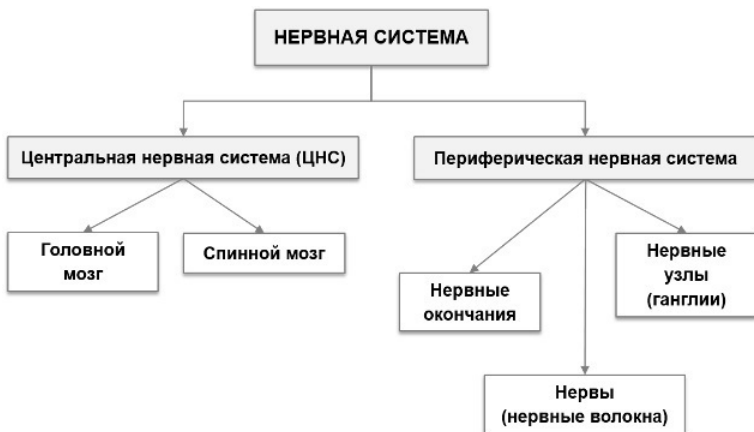 НЕРВНАЯ СИСТЕМА
Центральная нервная система (ЦНС)
Периферическая нервная система
Головной
мозг
Спинной мозг
Нервные
окончания
Нервные
узлы
(ганглии)
Нервы
(нервные волокна)